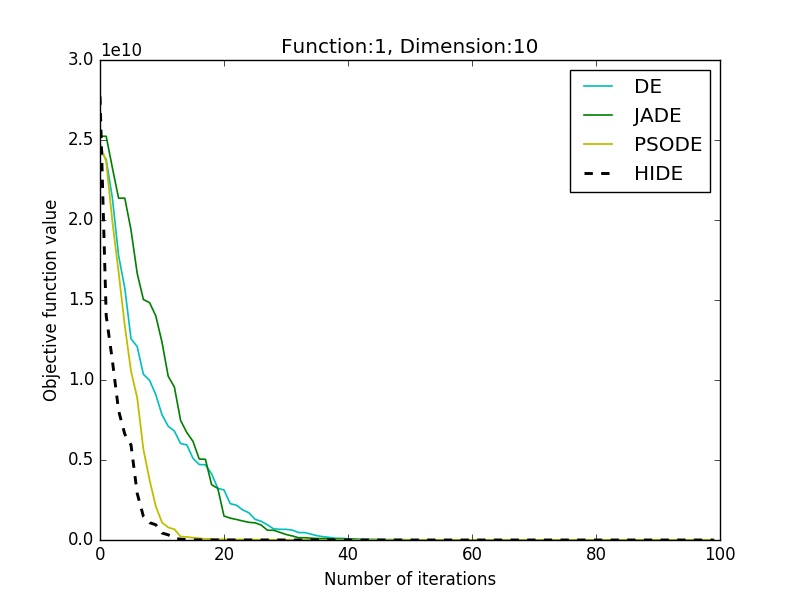 Function:1, Dimension:10
1e10
3.0
2.5
2.0
1.5
1.0
0.5
0.0
Objective function value
DE
JADE
PSODE
HIDE
0 20 40 60 80 100
Number of iterations